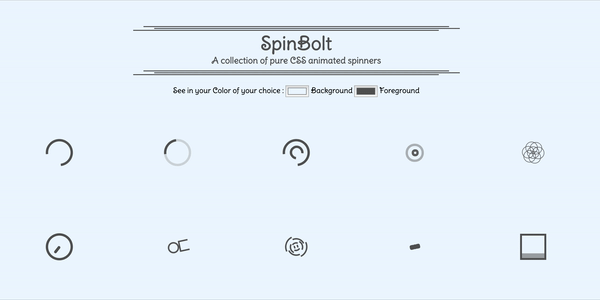 SpinBolt
A collection of pure CSS animated spinners
See in your Color of your choice : Background Foreground